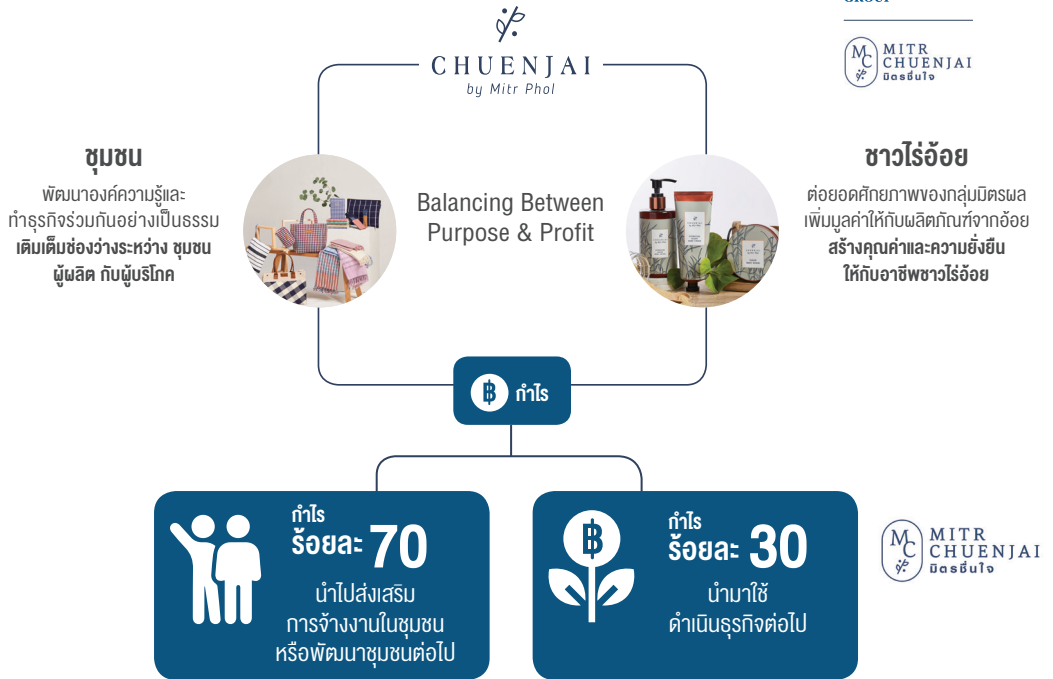 GROUP
CHUENJAI
by Mitr Phol
MC
MITR
CHUENJAI
มิตรชื่นใจ
ชุมชน
พัฒนาองค์ความรู้และ
ทำธุรกิจร่วมกันอย่างเป็นธรรม
เติมเต็มช่องว่างระหว่าง ชุมชน
ผู้ผลิต กับผู้บริโภค
Balancing Between
Purpose & Profit
ชาวไร่อ้อย
ต่อยอดศักยภาพของกลุ่มมิตรผล
เพิ่มมูลค่าให้กับผลิตภัณฑ์จากอ้อย
สร้างคุณค่าและความยั่งยืน
ให้กับอาชีพชาวไร่อ้อย
฿ กำไร
กำไร
ร้อยละ 70
นำไปส่งเสริม
การจ้างงานในชุมชน
หรือพัฒนาชุมชนต่อไป
฿
กำไร
ร้อยละ 30
นำมาใช้
ดำเนินธุรกิจต่อไป
MC
MITR
CHUENJAI
มิตรชื่นใจ